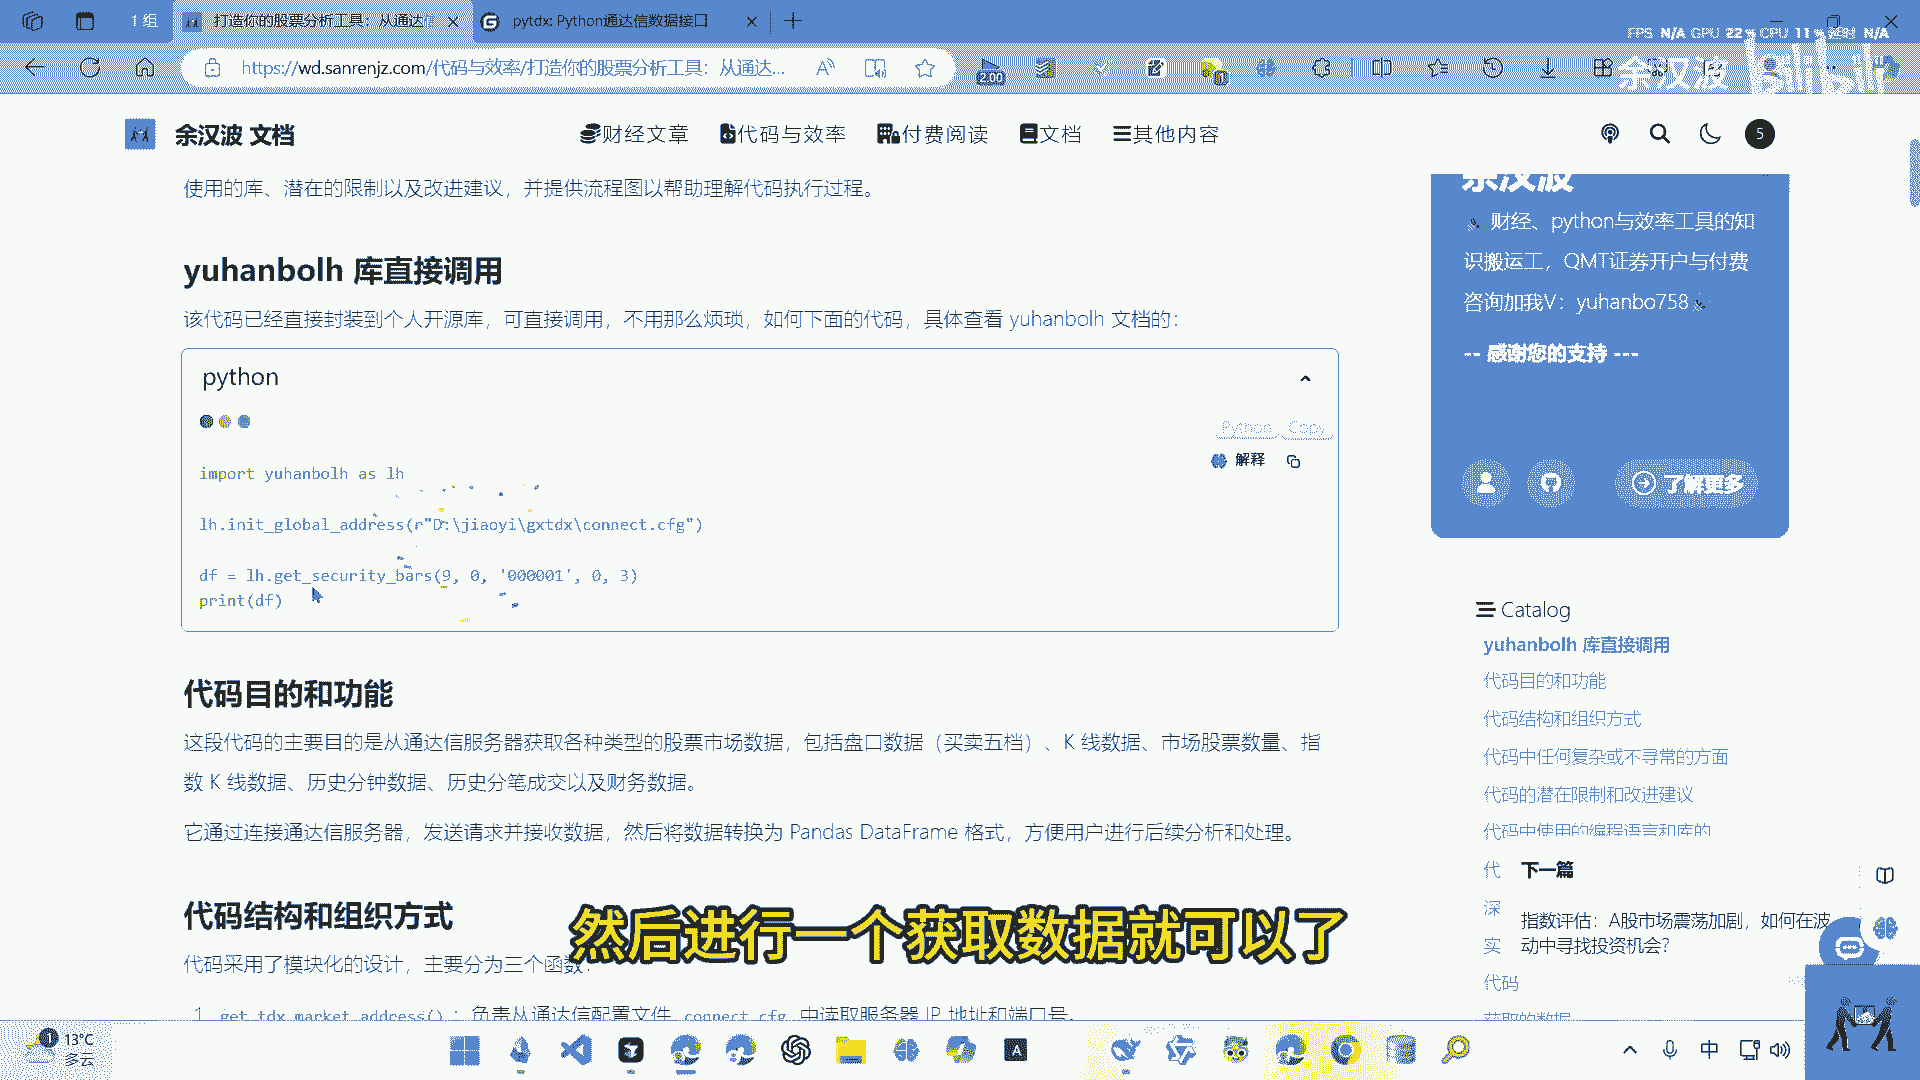 1 组
打造你的股票分析工具：从通达信
pytdx: Python通达信数据接口
FPS N/A GPU 22 % CPU 11 % 延时 N/A
https://wd.sanrenjz.com/代码与效率/打造你的股票分析工具：从通达...
2.00
1
余汉波
bilibili
余汉波 文档
财经文章
代码与效率
付费阅读
文档
其他内容
5
使用的库、潜在的限制以及改进建议，并提供流程图以帮助理解代码执行过程。
yuhanbolh 库直接调用
该代码已经直接封装到个人开源库，可直接调用，不用那么烦琐，如何下面的代码，具体查看 yuhanbolh 文档的：
python
Python
Copy
解释
import yuhanbolh as lh
lh.init_global_address(r"D:\jiaoyi\gxtdx\connect.cfg")
df = lh.get_security_bars(9, 0, '000001', 0, 3)
print(df)
代码目的和功能
这段代码的主要目的是从通达信服务器获取各种类型的股票市场数据，包括盘口数据（买卖五档）、K 线数据、市场股票数量、指
数 K 线数据、历史分钟数据、历史分笔成交以及财务数据。
它通过连接通达信服务器，发送请求并接收数据，然后将数据转换为 Pandas DataFrame 格式，方便用户进行后续分析和处理。
代码结构和组织方式
代码采用了模块化的设计，主要分为三个函数：
1. get_tdx_market_address()：负责从通达信配置文件 connect.cfg 中读取服务器 IP 地址和端口号。
然后进行一个获取数据就可以了
余汉波
财经、python与效率工具的知
识搬运工，QMT证券开户与付费
咨询加我V：yuhanbo758
-- 感谢您的支持 ---
了解更多
Catalog
yuhanbolh 库直接调用
代码目的和功能
代码结构和组织方式
代码中任何复杂或不寻常的方面
代码的潜在限制和改进建议
代码中使用的编程语言和库的
代
深
实
代码
获取的数据
下一篇
指数评估：A股市场震荡加剧，如何在波
动中寻找投资机会？
1
13°C
多云
中